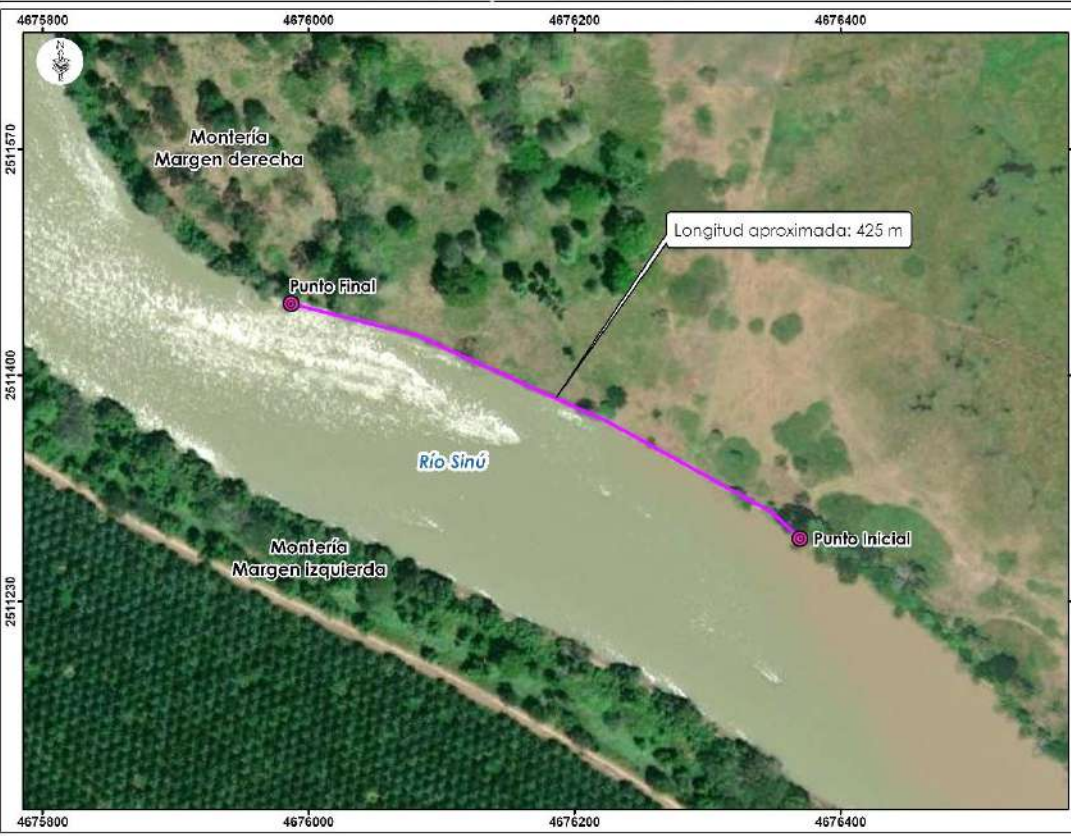 4675800 4676000 4676200 4676400
N
2511570
Montería
Margen derecha
Longitud aproximada: 425 m
Punto Final
2511400
Río Sinú
Punto Inicial
Montería
Margen izquierda
2511230
4675800 4676000 4676200 4676400